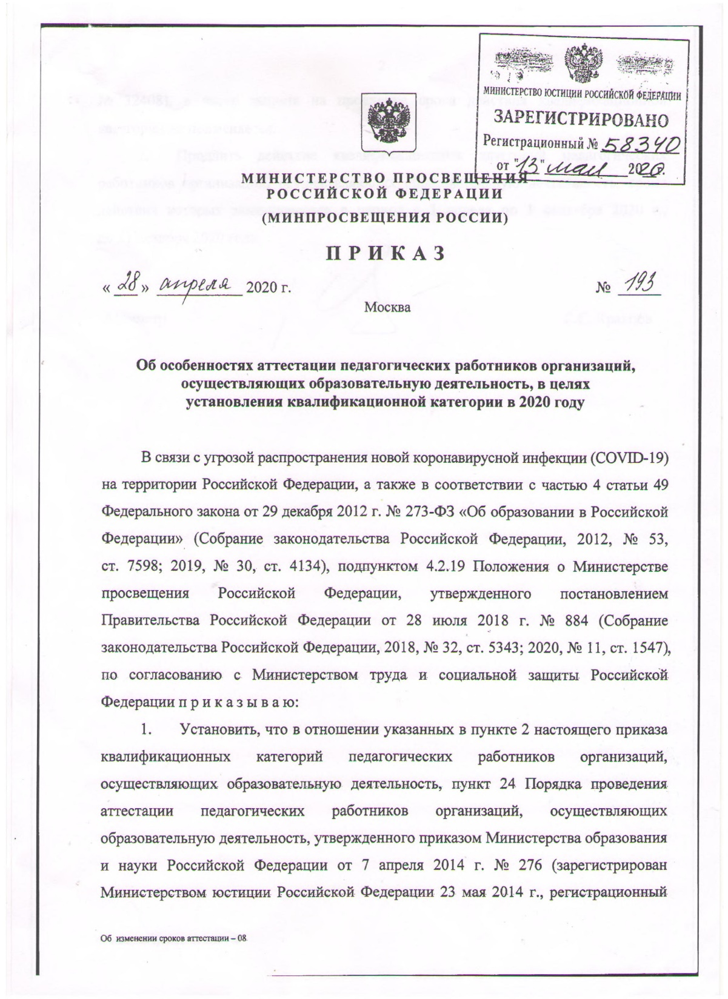 МИНИСТЕРСТВО ЮСТИЦИИ РОССИЙСКОЙ ФЕДЕРАЦИИ
ЗАРЕГИСТРИРОВАНО
Регистрационный № 58340
от "13" мая 2020.
МИНИСТЕРСТВО ПРОСВЕЩЕНИЯ
РОССИЙСКОЙ ФЕДЕРАЦИИ
(МИНПРОСВЕЩЕНИЯ РОССИИ)
ПРИКАЗ
« 28 » апреля 2020 г. № 193
Москва
Об особенностях аттестации педагогических работников организаций,
осуществляющих образовательную деятельность, в целях
установления квалификационной категории в 2020 году
В связи с угрозой распространения новой коронавирусной инфекции (COVID-19)
на территории Российской Федерации, а также в соответствии с частью 4 статьи 49
Федерального закона от 29 декабря 2012 г. № 273-ФЗ «Об образовании в Российской
Федерации» (Собрание законодательства Российской Федерации, 2012, № 53,
ст. 7598; 2019, № 30, ст. 4134), подпунктом 4.2.19 Положения о Министерстве
просвещения Российской Федерации, утвержденного постановлением
Правительства Российской Федерации от 28 июля 2018 г. № 884 (Собрание
законодательства Российской Федерации, 2018, № 32, ст. 5343; 2020, № 11, ст. 1547),
по согласованию с Министерством труда и социальной защиты Российской
Федерации п р и к а з ы в а ю:
1. Установить, что в отношении указанных в пункте 2 настоящего приказа
квалификационных категорий педагогических работников организаций,
осуществляющих образовательную деятельность, пункт 24 Порядка проведения
аттестации педагогических работников организаций, осуществляющих
образовательную деятельность, утвержденного приказом Министерства образования
и науки Российской Федерации от 7 апреля 2014 г. № 276 (зарегистрирован
Министерством юстиции Российской Федерации 23 мая 2014 г., регистрационный
Об изменении сроков аттестации – 08